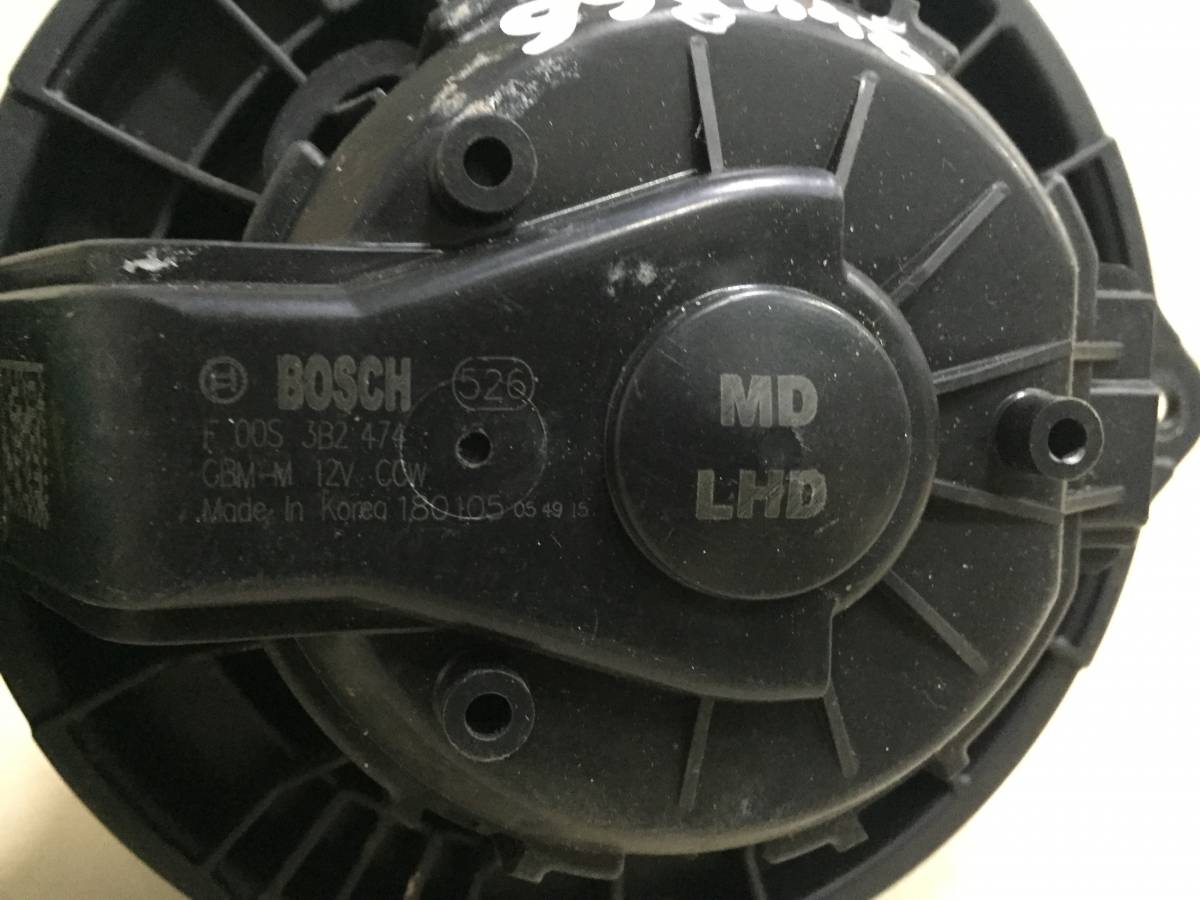 BOSCH 526
F 00S 3B2 474
GBM-M 12V CCW
Made In Korea 180105 05 49 15
MD
LHD